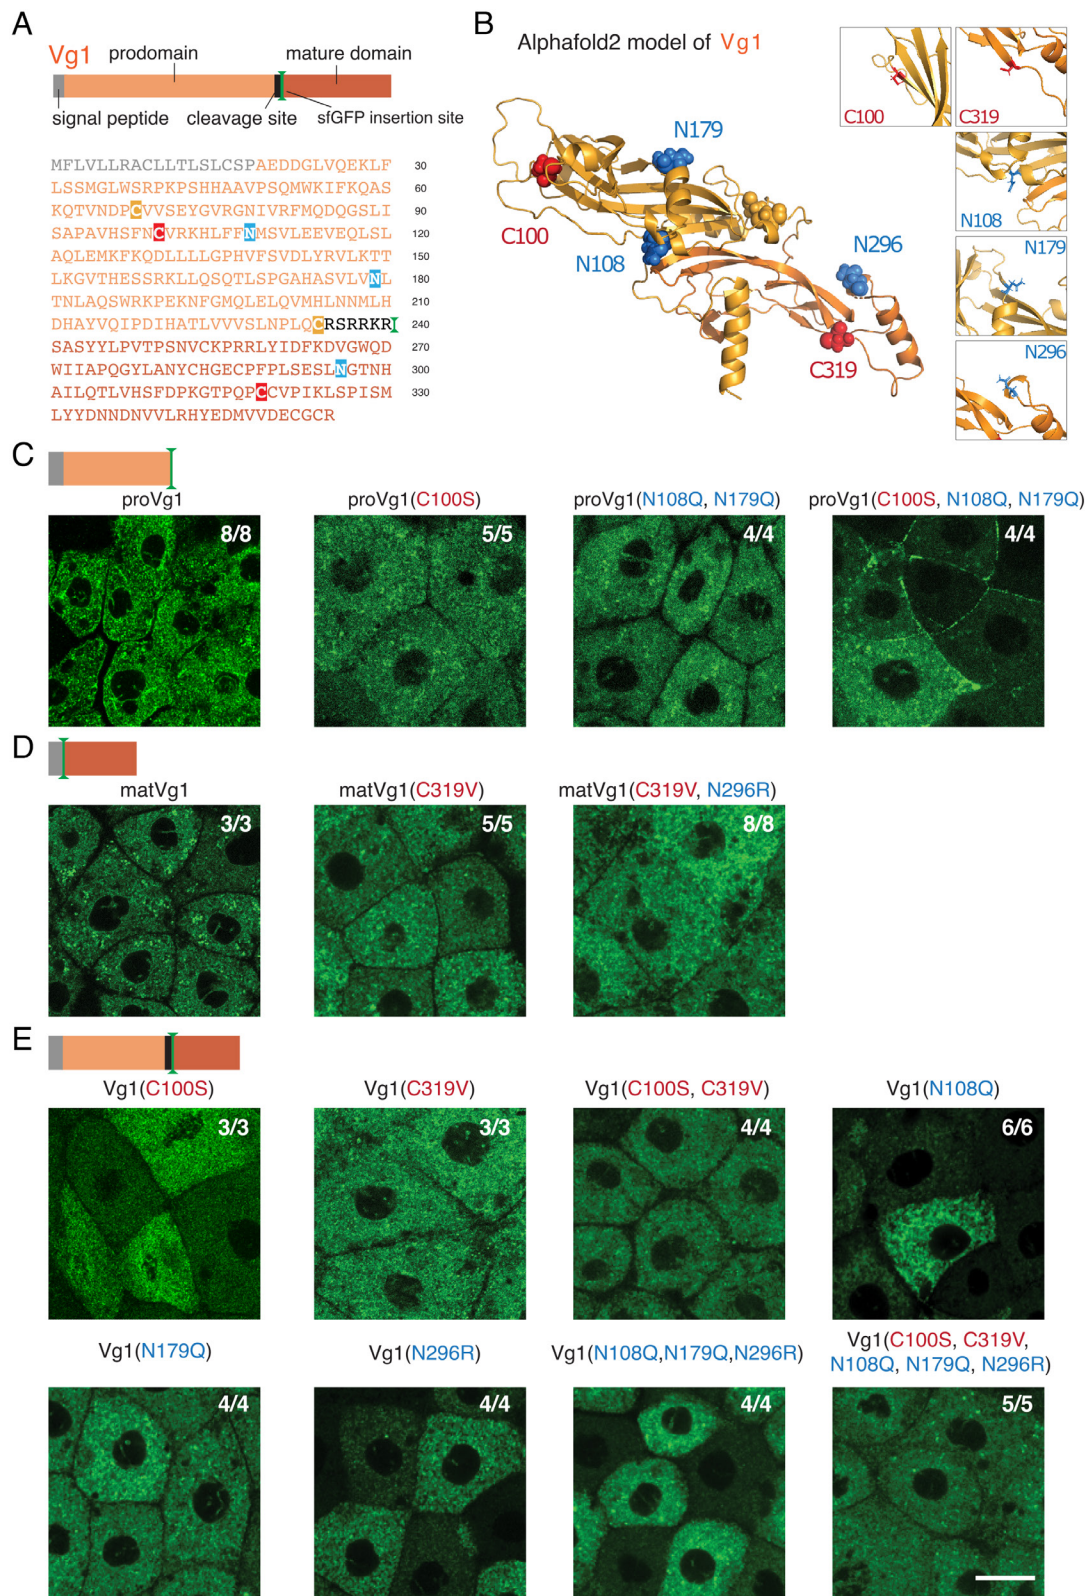 A
Vg1
prodomain
mature domain
signal peptide
cleavage site
sfGFP insertion site
MFLVLLRACLLTLSLCSPAEDDGLVQEKLF 30
LSSMGLWSRPKPSHHAAVPSQMWKIFKQAS 60
KQTVNDPCVVSEYGVRGNIVRFMQDQGSLI 90
SAPAVHSFNCVRKHLFFNMSVLEEVEQLSL 120
AQLEMKFKQDLLLLGPHVFSVDLYRVLKTT 150
LKGVTHESSRKLLQSQTLSPGAHASVLVNL 180
TNLAQSWRKPEKNFGMQLELQVMHLNNMLH 210
DHAYVQIPDIHATLVVVSLNPLQCRSRRKRI 240
SASYYLPVTPSNVCKPRRLYIDFKDVGWQD 270
WIIAPQGYLANYCHGECPFPLSESLNGTNH 300
AILQTLVHSFDPKGTPQPCCVPIKLSPISM 330
LYYDNNDNVVLRHYEDMVVDECGCR
B
Alphafold2 model of Vg1
C100
N179
N108
N296
C319
C100
C319
N108
N179
N296
C
proVg1
8/8
proVg1(C100S)
5/5
proVg1(N108Q, N179Q)
4/4
proVg1(C100S, N108Q, N179Q)
4/4
D
matVg1
3/3
matVg1(C319V)
5/5
matVg1(C319V, N296R)
8/8
E
Vg1(C100S)
3/3
Vg1(C319V)
3/3
Vg1(C100S, C319V)
4/4
Vg1(N108Q)
6/6
Vg1(N179Q)
4/4
Vg1(N296R)
4/4
Vg1(N108Q,N179Q,N296R)
4/4
Vg1(C100S, C319V,
N108Q, N179Q, N296R)
5/5